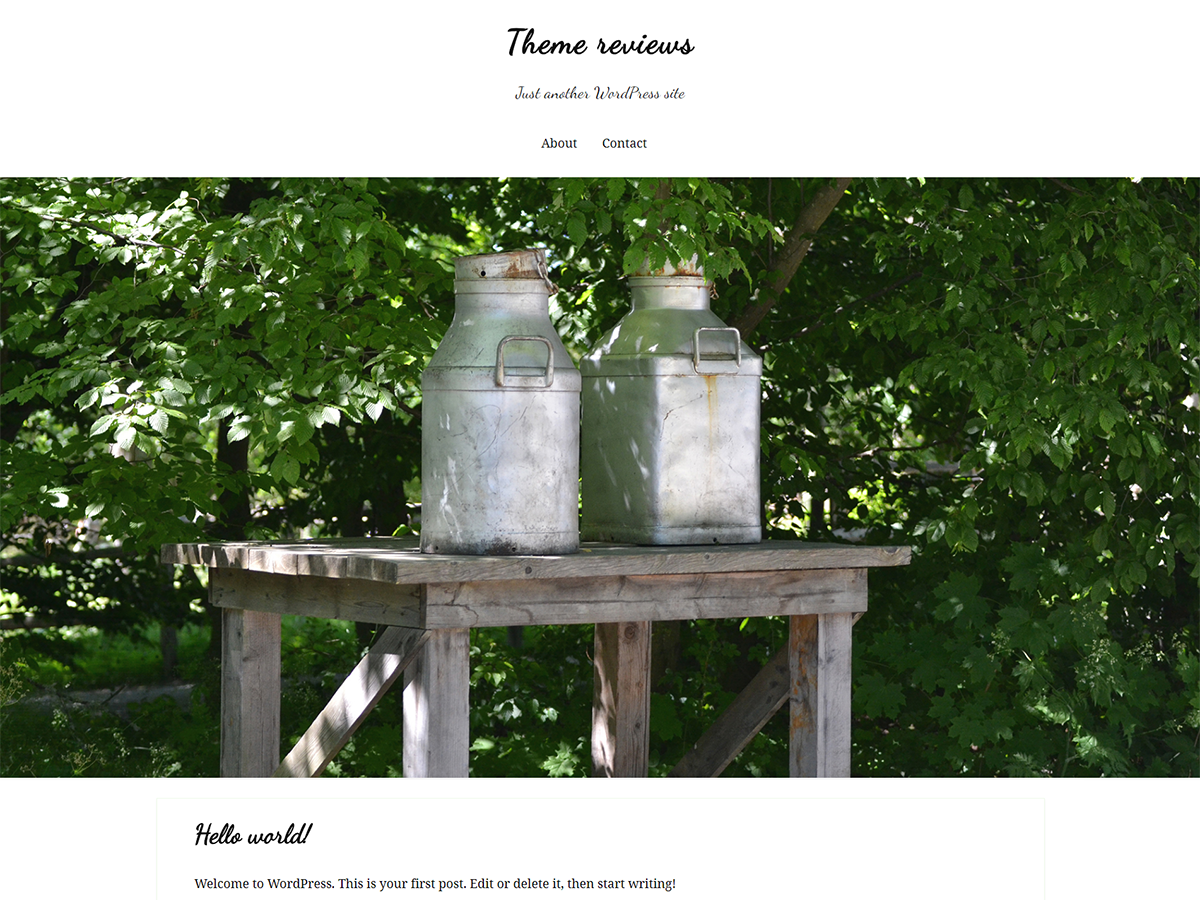 Theme reviews
Just another WordPress site
About Contact
Hello world!
Welcome to WordPress. This is your first post. Edit or delete it, then start writing!